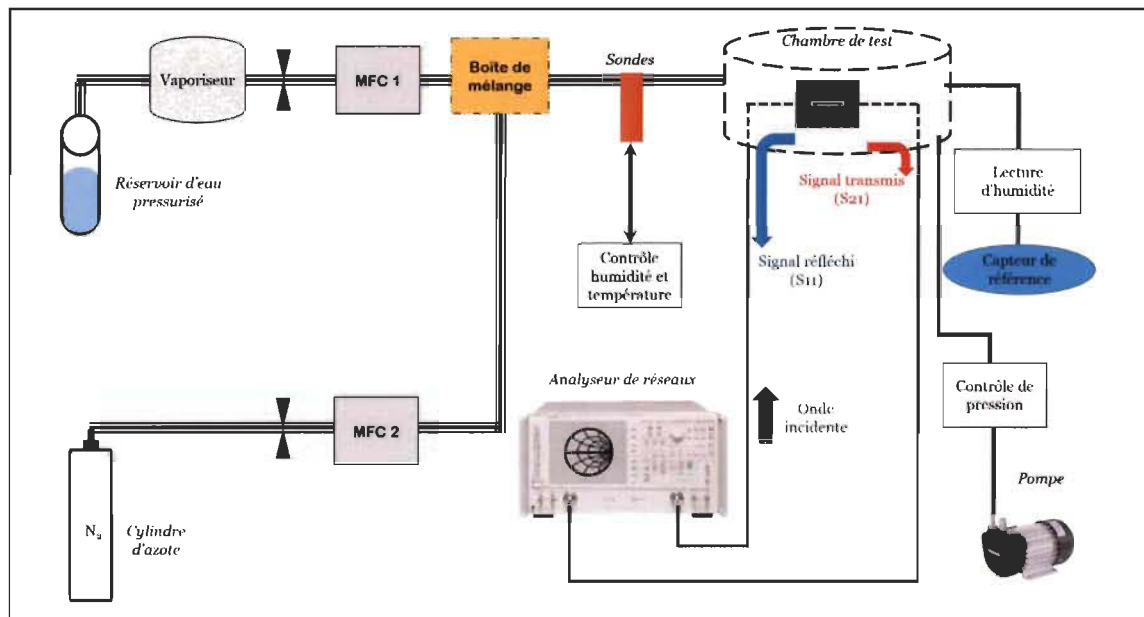 Vaporiseur
MFC 1
Boîte de
mélange
Sondes
Chambre de test
Réservoir d'eau
pressurisé
Signal transmis
(S21)
Signal réfléchi
(S11)
Lecture
d'humidité
Capteur de
référence
Contrôle
humidité et
température
MFC 2
Analyseur de réseaux
Onde
incidente
Contrôle de
pression
Pompe
N₂
Cylindre
d'azote